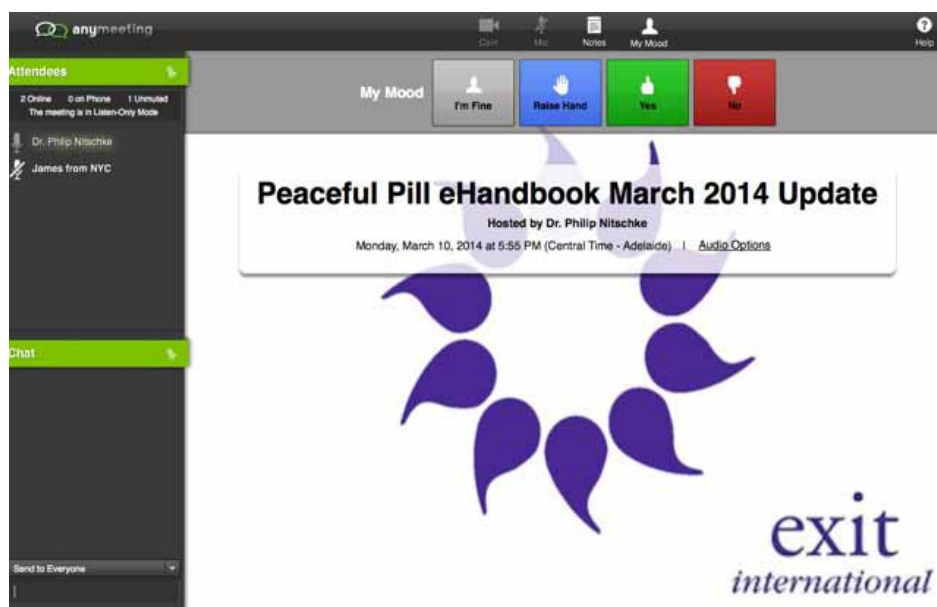 anymeeting
Cam
Mic
Notes
My Mood
Help
Attendees
2 Online 0 on Phone 1 Unmuted
The meeting is in Listen-Only Mode
Dr. Philip Nitschke
James from NYC
My Mood
I'm Fine
Raise Hand
Yes
No
Peaceful Pill eHandbook March 2014 Update
Hosted by Dr. Philip Nitschke
Monday, March 10, 2014 at 5:55 PM (Central Time - Adelaide) | Audio Options
Chat
Send to Everyone
exit
international